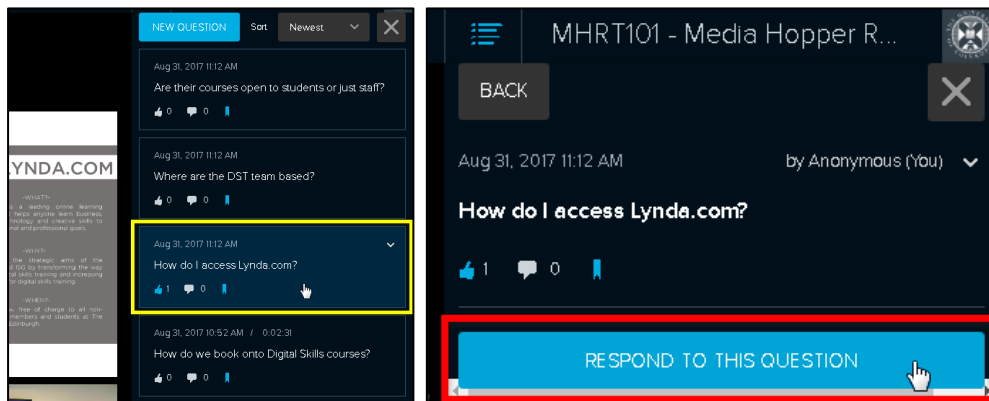 NEW QUESTION Sort Newest
Aug 31, 2017 11:12 AM
Are their courses open to students or just staff?
0 0
Aug 31, 2017 11:12 AM
Where are the DST team based?
0 0
Aug 31, 2017 11:12 AM
How do I access Lynda.com?
1 0
Aug 31, 2017 10:52 AM / 0:02:31
How do we book onto Digital Skills courses?
0 0
YNDA.COM
-WHAT?-
a leading online learning
helps anyone learn business,
technology and creative skills to
and professional goals.
-WHY?-
the strategic aims of the
ISG by transforming the way
skills training and increasing
for digital skills training.
-WHEN?-
free of charge to all
members and students at The
Edinburgh.
MHRT101 - Media Hopper R...
BACK
Aug 31, 2017 11:12 AM by Anonymous (You)
How do I access Lynda.com?
1 0
RESPOND TO THIS QUESTION